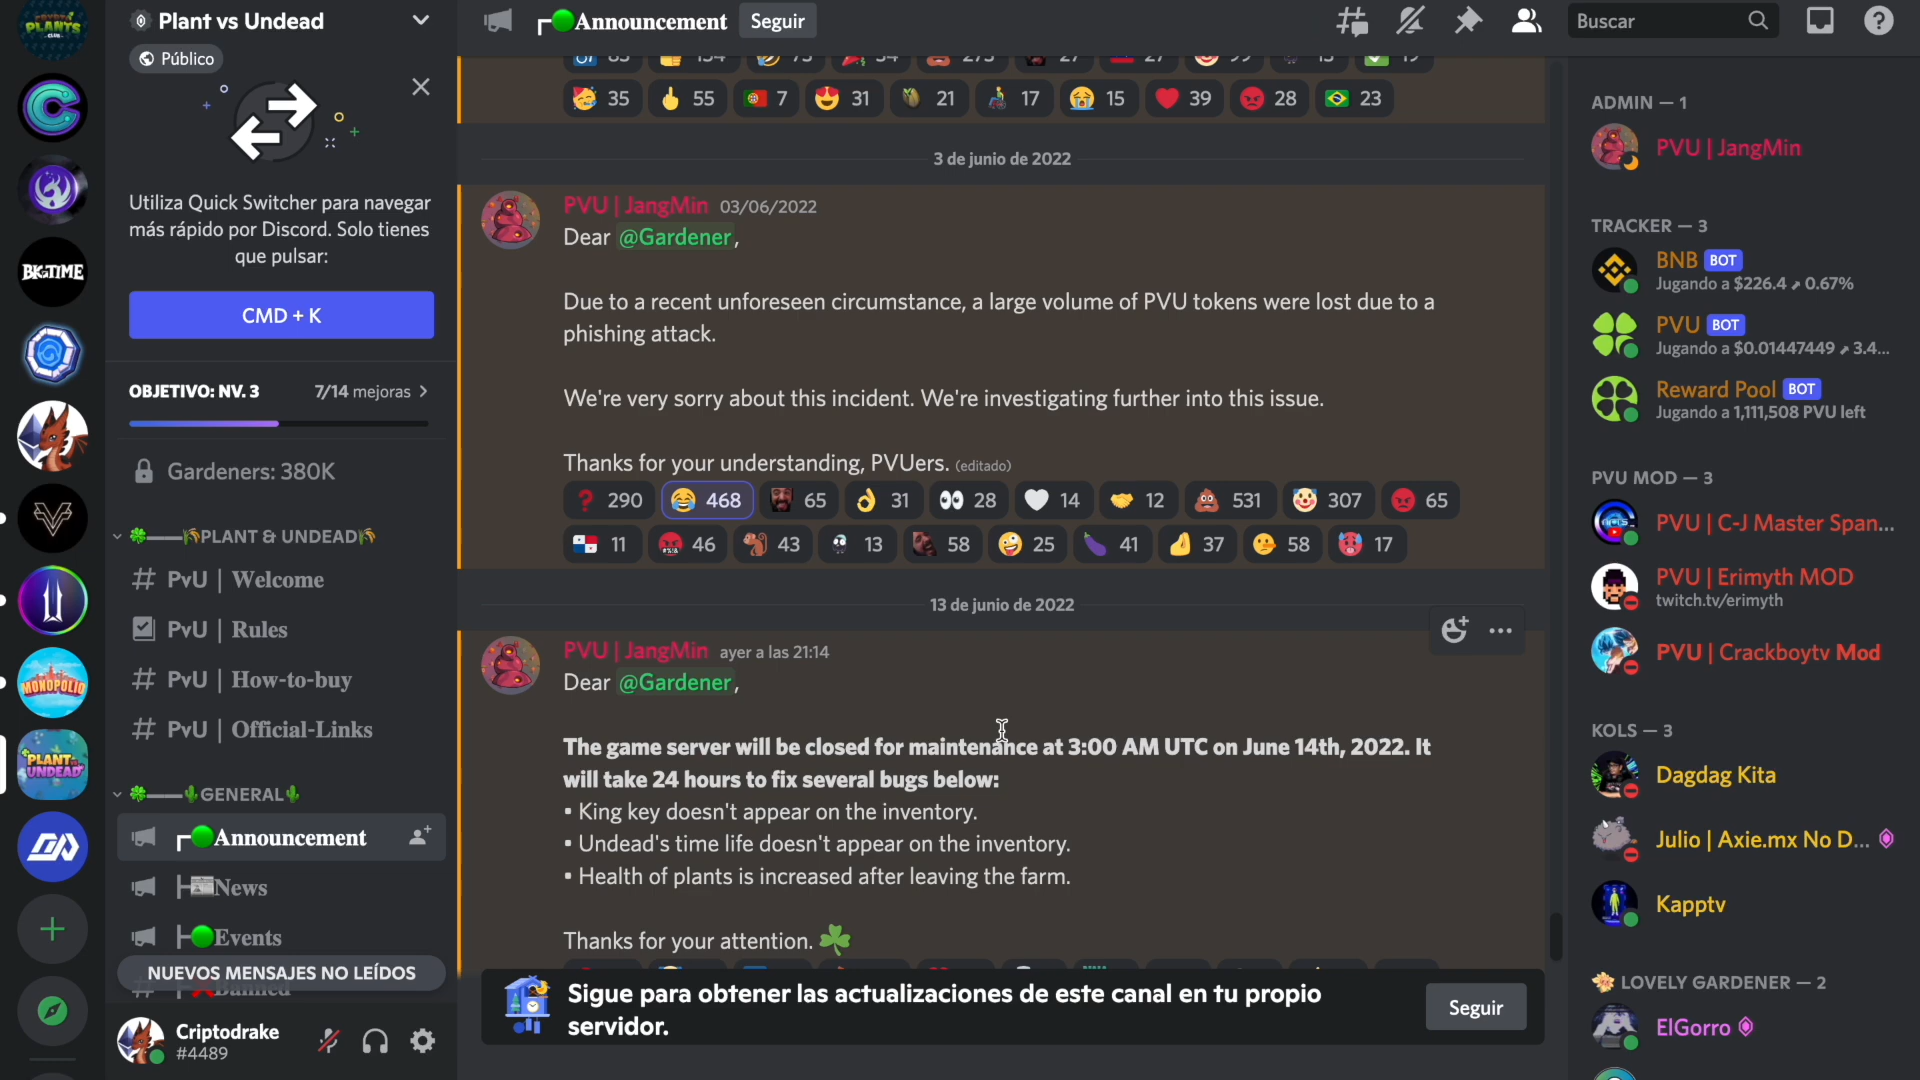 CRYPTO
PLANTS
CLUB
BIGTIME
MONOPOLIO
PLANT
UNDEAD
Plant vs Undead
Público
Utiliza Quick Switcher para navegar
más rápido por Discord. Solo tienes
que pulsar:
CMD + K
OBJETIVO: NV. 3
7/14 mejoras
Gardeners: 380K
PLANT & UNDEAD
PvU | Welcome
PvU | Rules
PvU | How-to-buy
PvU | Official-Links
GENERAL
Announcement
News
Events
NUEVOS MENSAJES NO LEÍDOS
Banned
Criptodrake
#4489
Announcement
Seguir
Buscar
35 55 7 31 21 17 15 39 28 23
3 de junio de 2022
PVU | JangMin 03/06/2022
Dear @Gardener,
Due to a recent unforeseen circumstance, a large volume of PVU tokens were lost due to a
phishing attack.
We're very sorry about this incident. We're investigating further into this issue.
Thanks for your understanding, PVUers. (editado)
290 468 65 31 28 14 12 531 307 65
11 46 43 13 58 25 41 37 58 17
13 de junio de 2022
PVU | JangMin ayer a las 21:14
Dear @Gardener,
The game server will be closed for maintenance at 3:00 AM UTC on June 14th, 2022. It
will take 24 hours to fix several bugs below:
• King key doesn't appear on the inventory.
• Undead's time life doesn't appear on the inventory.
• Health of plants is increased after leaving the farm.
Thanks for your attention.
Sigue para obtener las actualizaciones de este canal en tu propio
servidor.
Seguir
ADMIN — 1
PVU | JangMin
TRACKER — 3
BNB BOT
Jugando a $226.4 ⬈ 0.67%
PVU BOT
Jugando a $0.01447449 ⬈ 3.4...
Reward Pool BOT
Jugando a 1,111,508 PVU left
PVU MOD — 3
PVU | C-J Master Span...
PVU | Erimyth MOD
twitch.tv/erimyth
PVU | Crackboytv Mod
KOLS — 3
Dagdag Kita
Julio | Axie.mx No D...
Kapptv
LOVELY GARDENER — 2
ElGorro